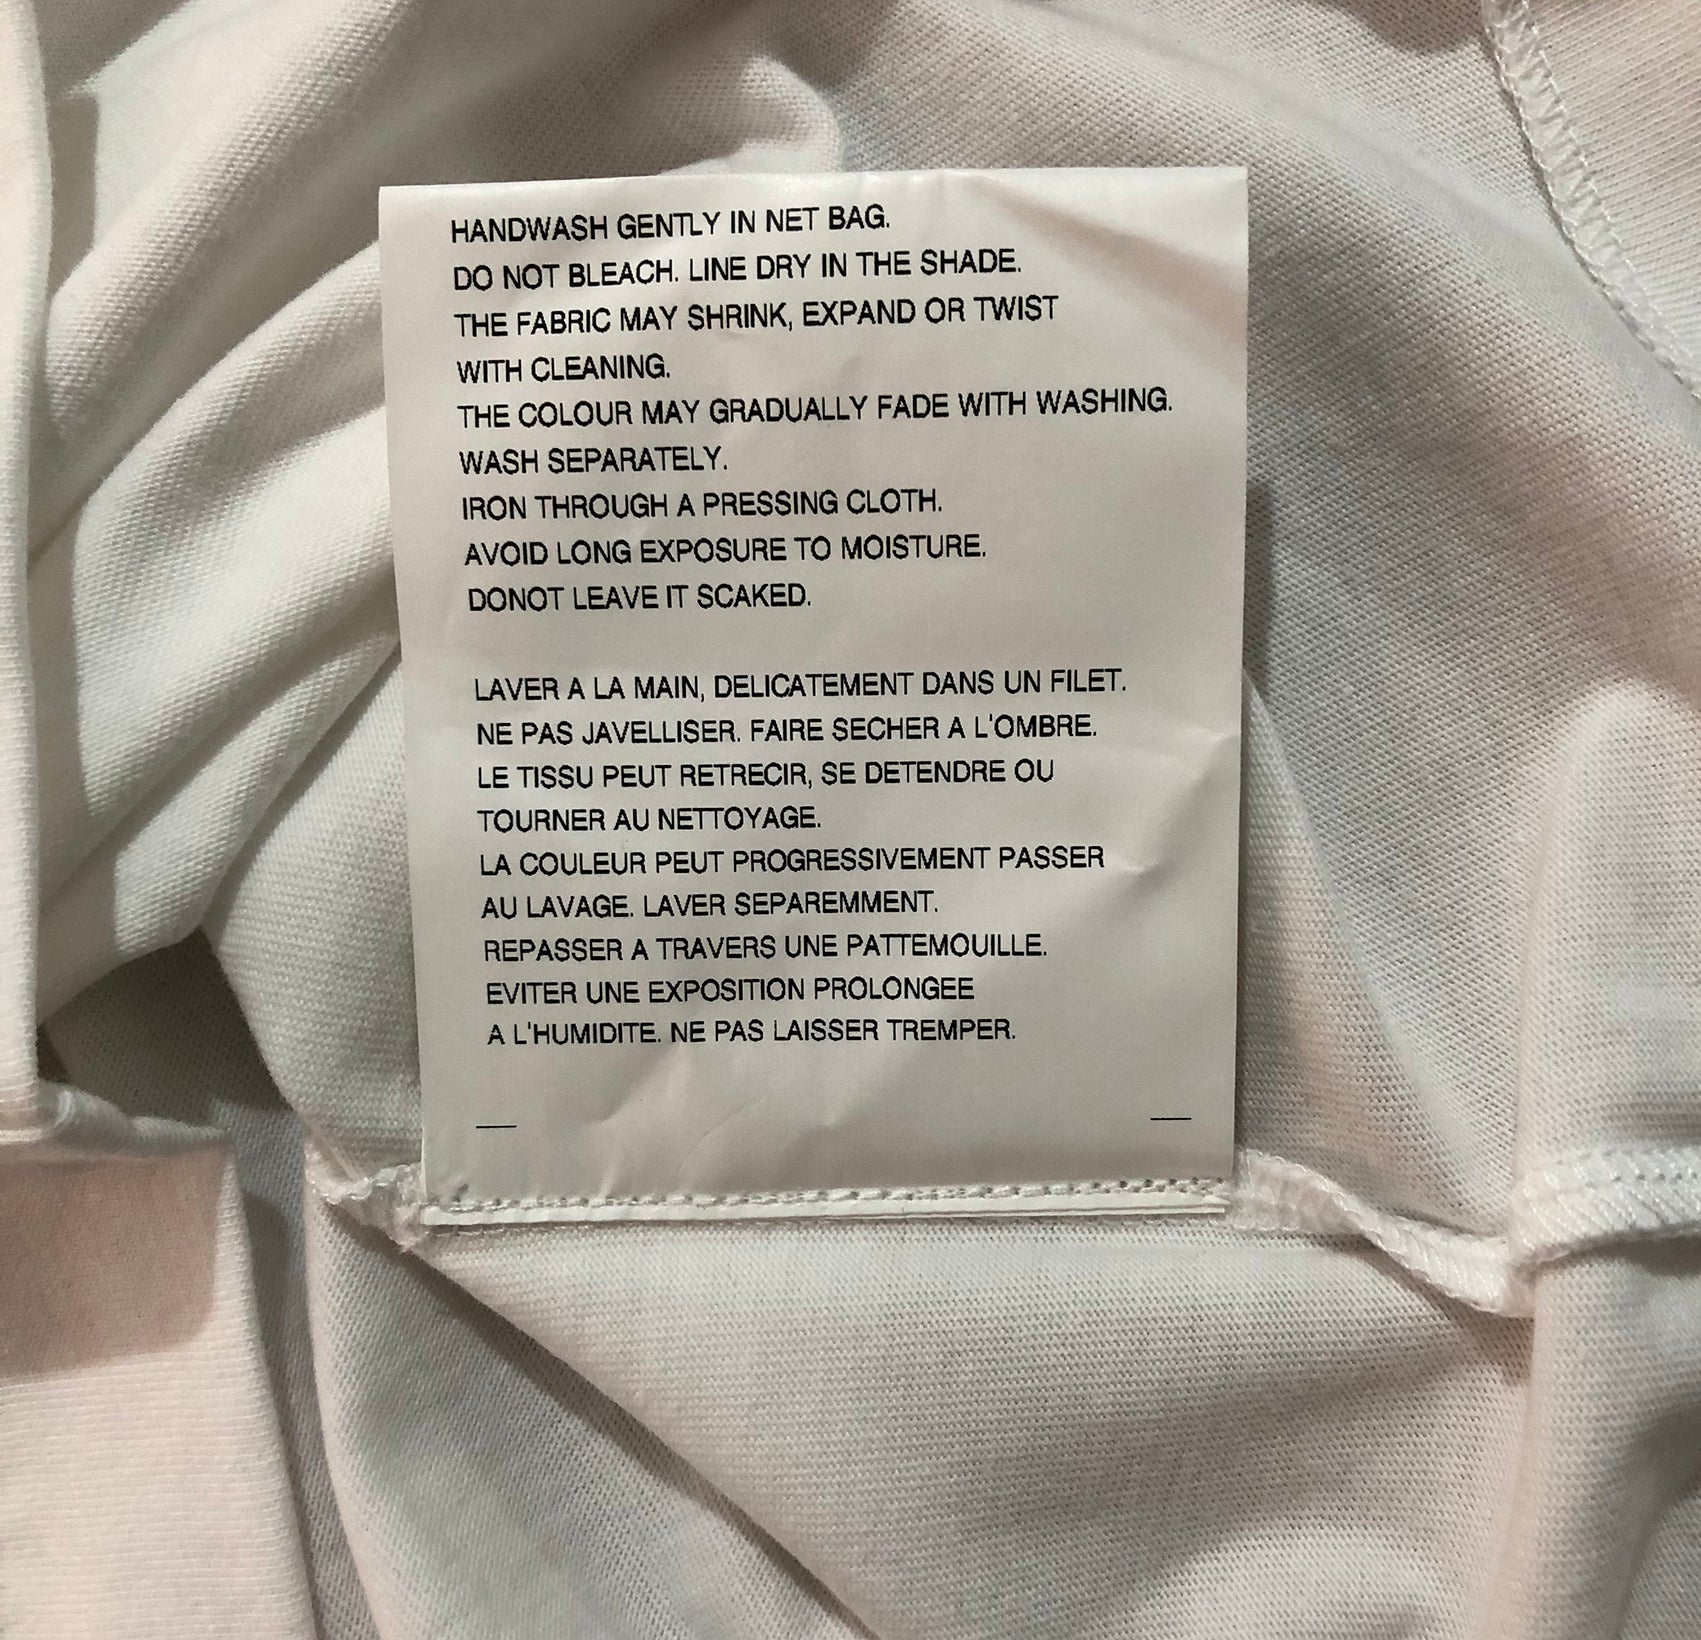 HANDWASH GENTLY IN NET BAG.
DO NOT BLEACH. LINE DRY IN THE SHADE.
THE FABRIC MAY SHRINK, EXPAND OR TWIST
WITH CLEANING.
THE COLOUR MAY GRADUALLY FADE WITH WASHING.
WASH SEPARATELY.
IRON THROUGH A PRESSING CLOTH.
AVOID LONG EXPOSURE TO MOISTURE.
DONOT LEAVE IT SCAKED.
LAVER A LA MAIN, DELICATEMENT DANS UN FILET.
NE PAS JAVELLISER. FAIRE SECHER A L'OMBRE.
LE TISSU PEUT RETRECIR, SE DETENDRE OU
TOURNER AU NETTOYAGE.
LA COULEUR PEUT PROGRESSIVEMENT PASSER
AU LAVAGE. LAVER SEPAREMMENT.
REPASSER A TRAVERS UNE PATTEMOUILLE.
EVITER UNE EXPOSITION PROLONGEE
A L'HUMIDITE. NE PAS LAISSER TREMPER.